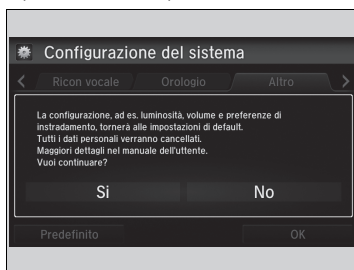 Configurazione del sistema
Ricon vocale Orologio Altro
La configurazione, ad es. luminosità, volume e preferenze di
instradamento, tornerà alle impostazioni di default.
Tutti i dati personali verranno cancellati.
Maggiori dettagli nel manuale dell'utente.
Vuoi continuare?
Si No
Predefinito OK